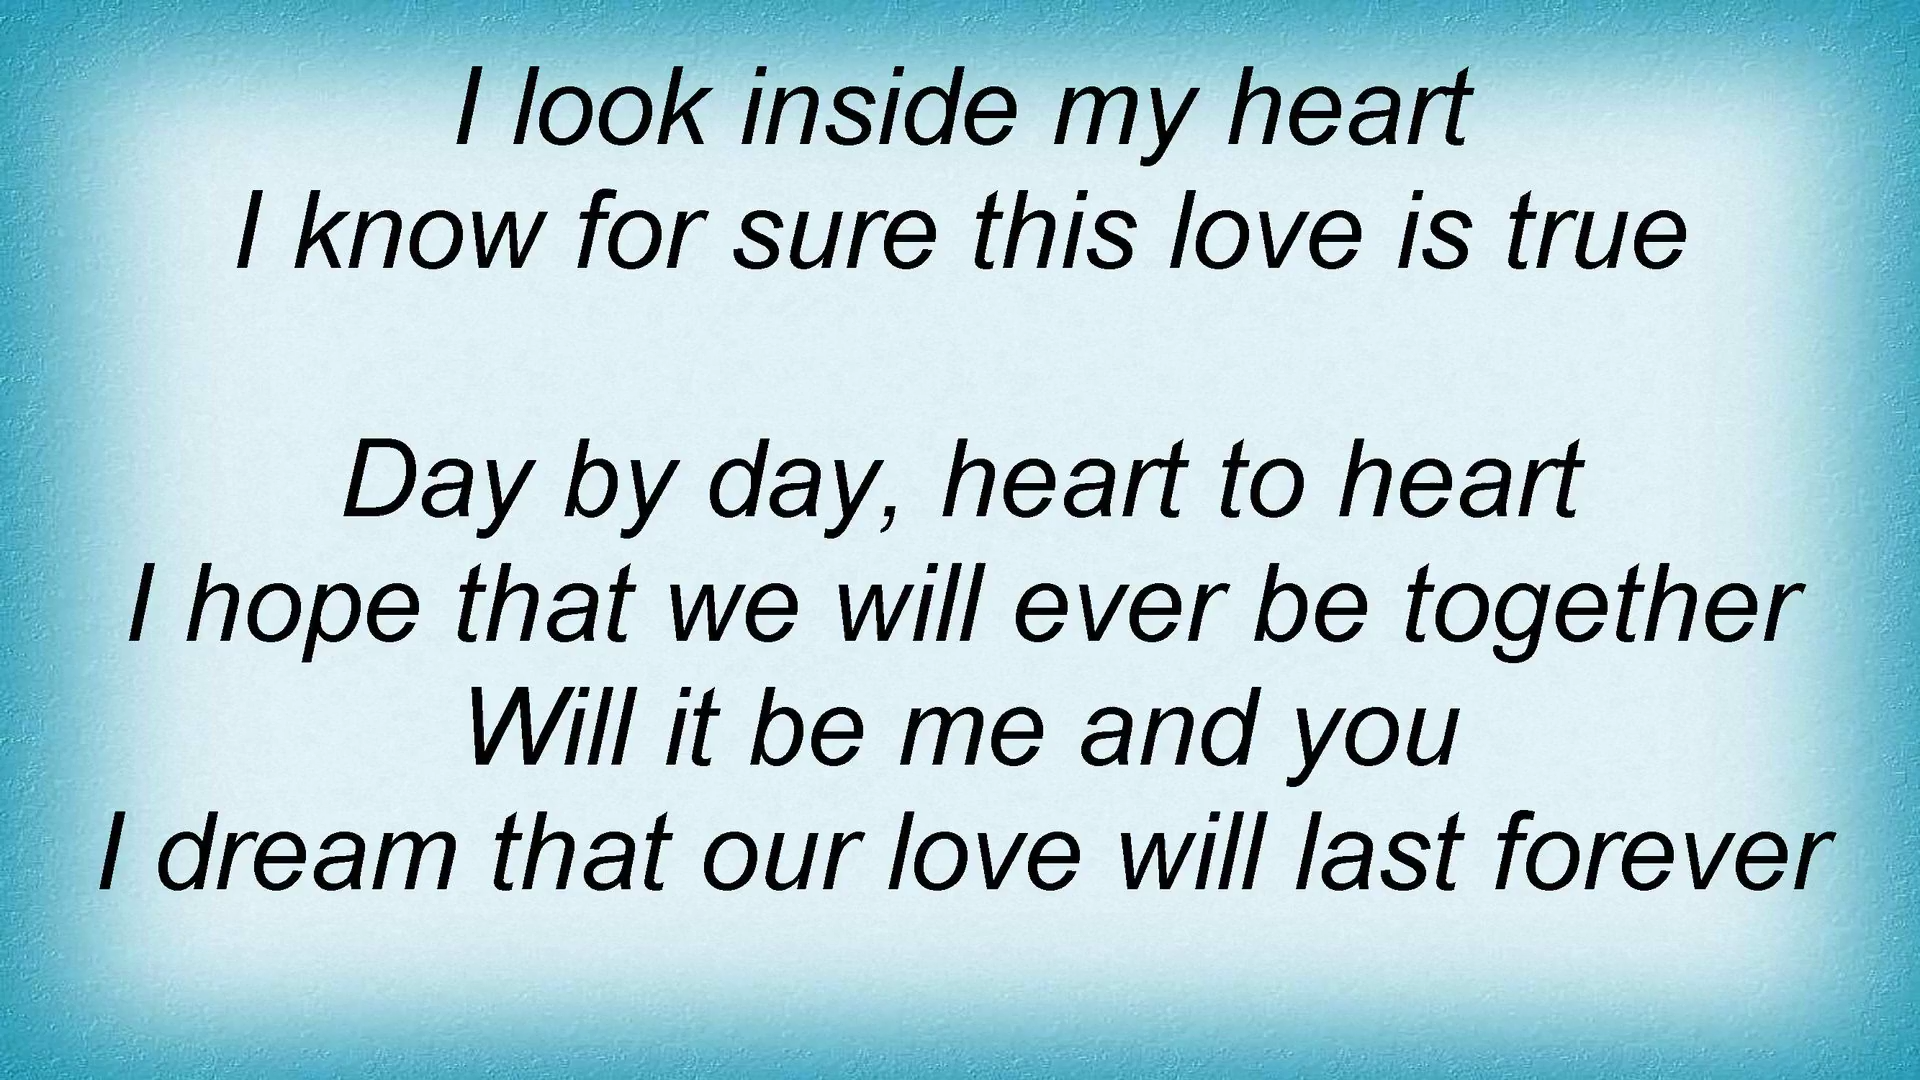 I look inside my heart
I know for sure this love is true
Day by day, heart to heart
I hope that we will ever be together
Will it be me and you
I dream that our love will last forever